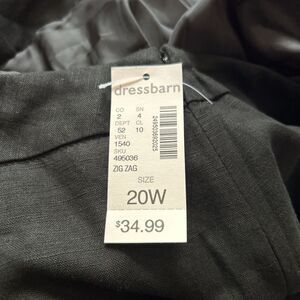 dressbarn
CO SN
2 4
DEPT CL
52 10
VEN
1540
SKU
495036
ZIG ZAG
SIZE
20W
$34.99